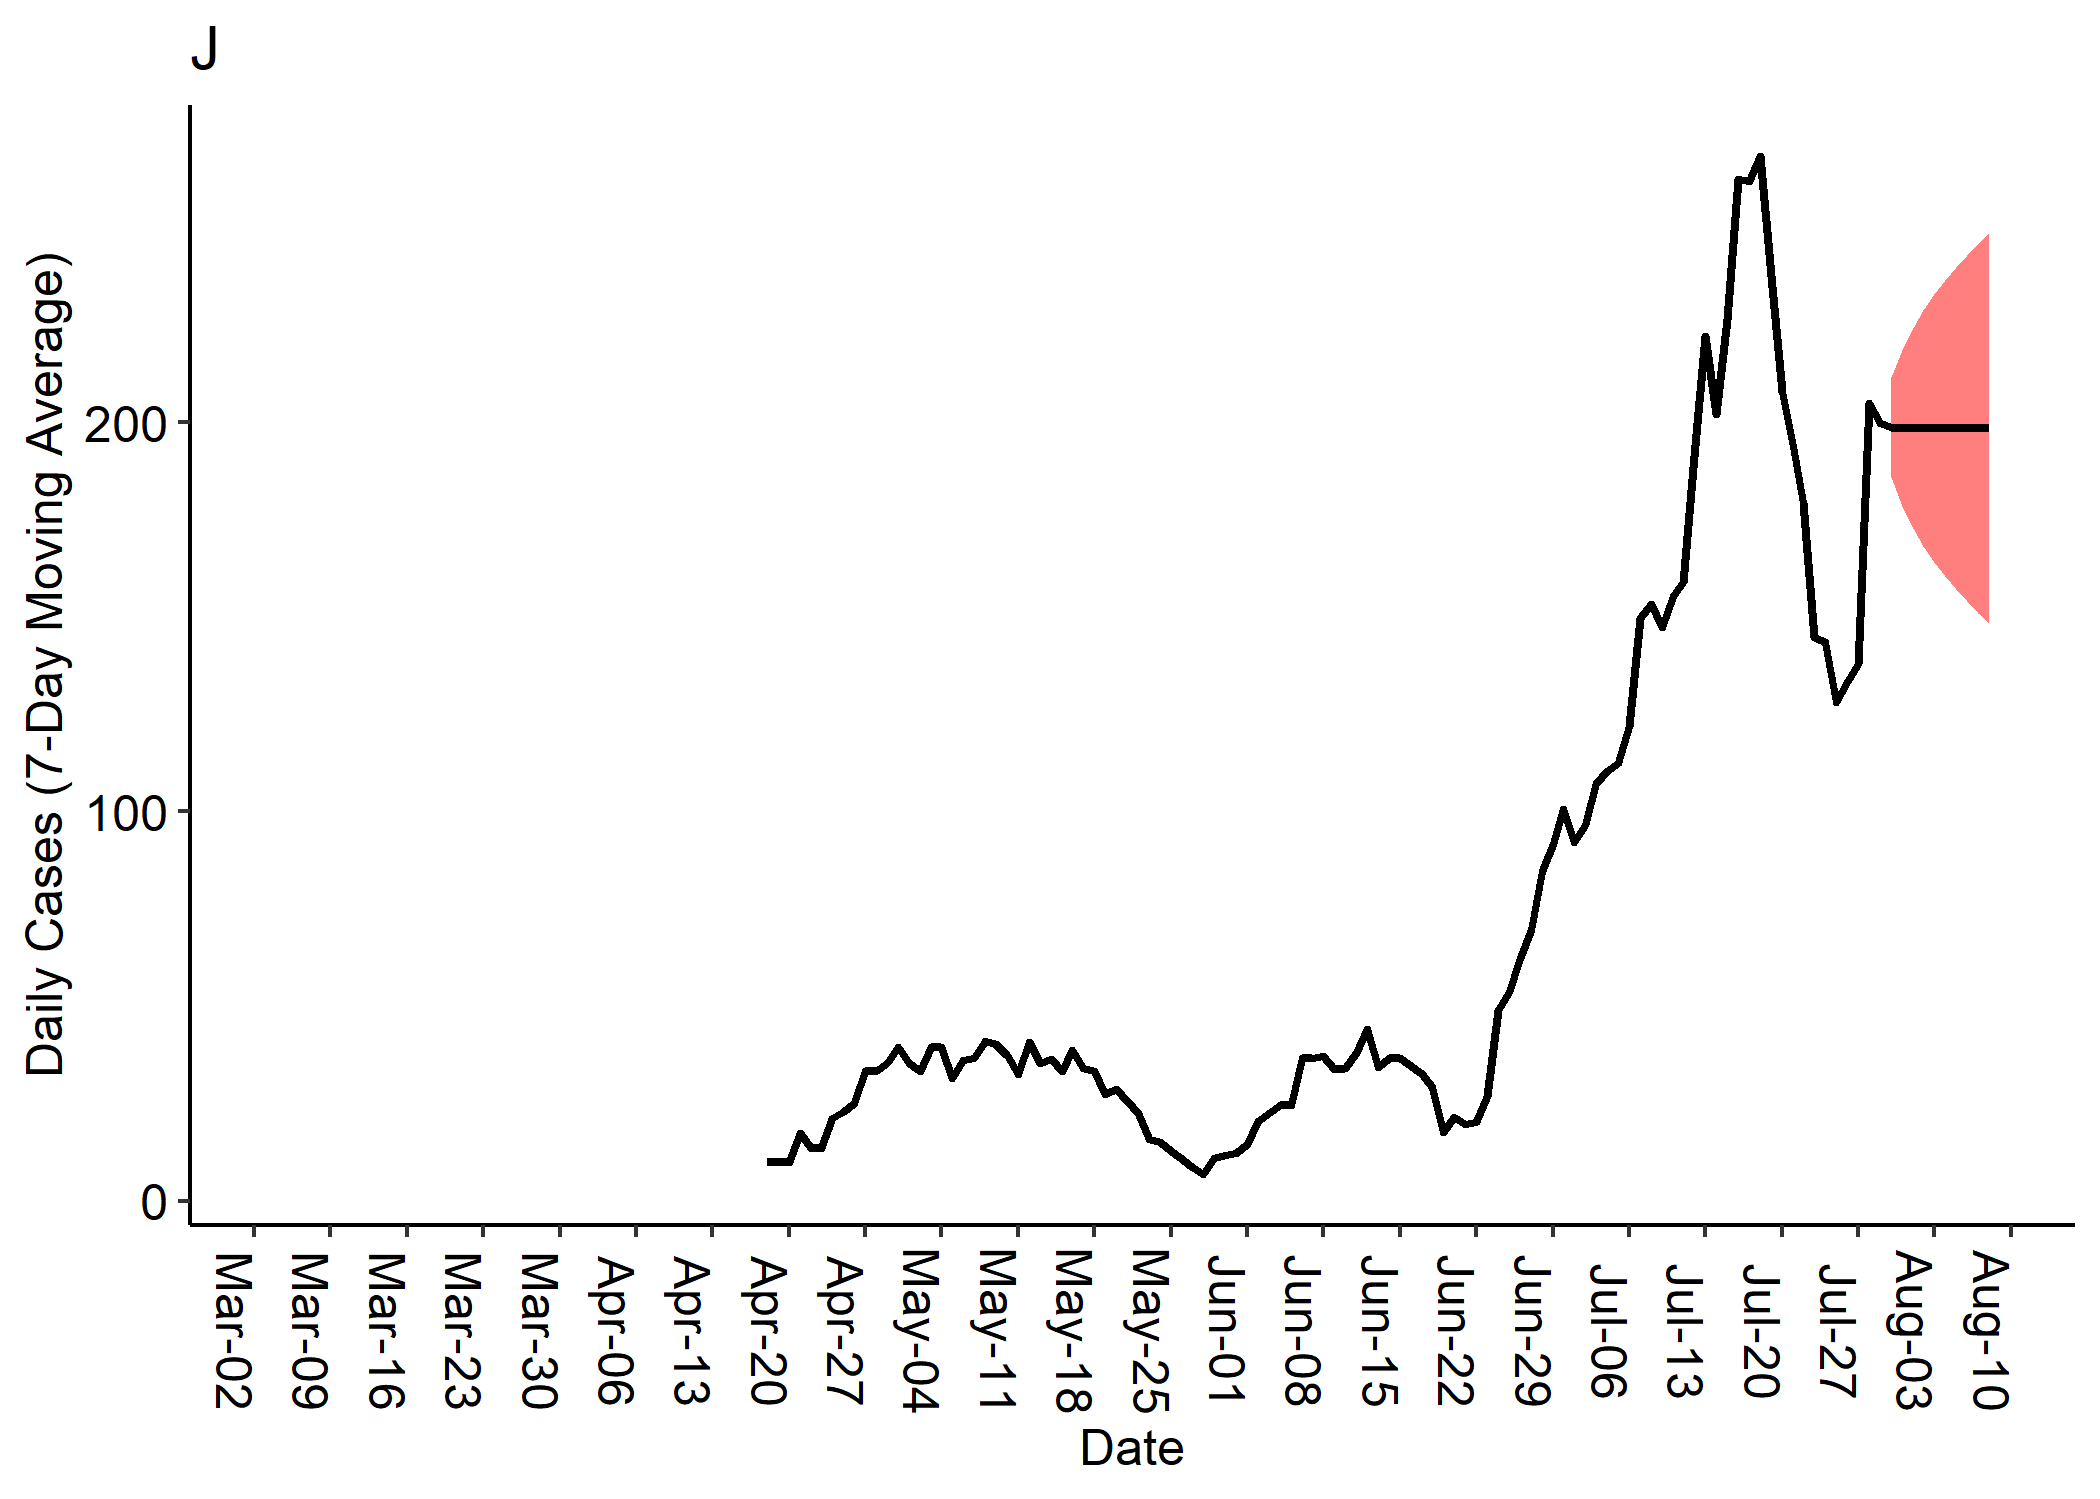 J
Daily Cases (7-Day Moving Average)
200
100
0
Mar-02
Mar-09
Mar-16
Mar-23
Mar-30
Apr-06
Apr-13
Apr-20
Apr-27
May-04
May-11
May-18
May-25
Jun-01
Jun-08
Jun-15
Jun-22
Jun-29
Jul-06
Jul-13
Jul-20
Jul-27
Aug-03
Aug-10
Date